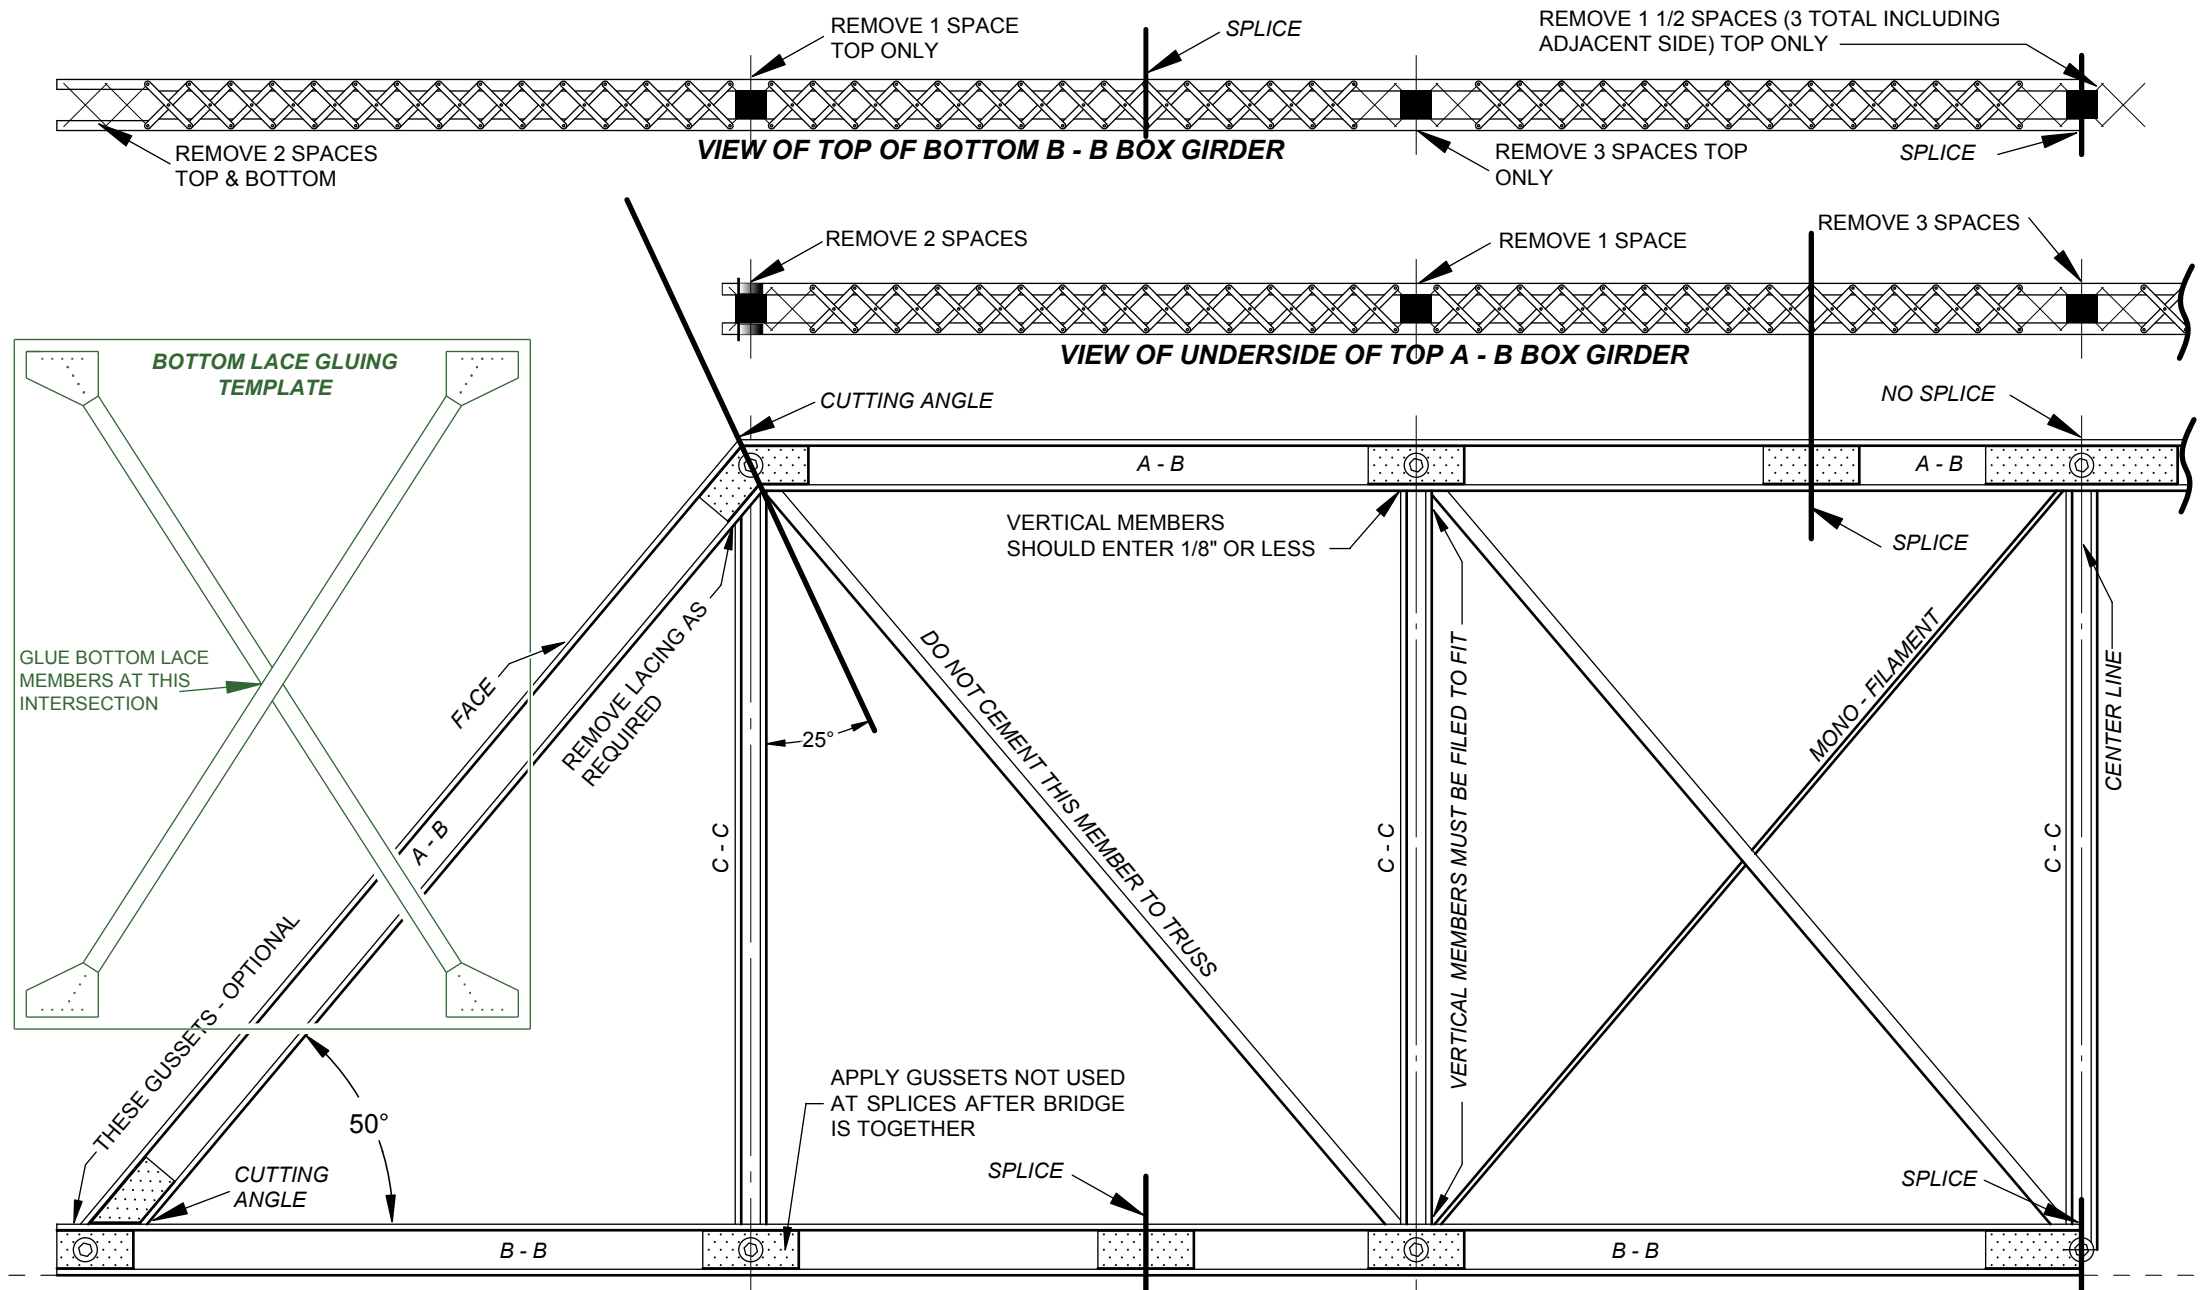 REMOVE 1 SPACE
TOP ONLY
SPLICE
REMOVE 1 1/2 SPACES (3 TOTAL INCLUDING
ADJACENT SIDE) TOP ONLY
REMOVE 2 SPACES
TOP & BOTTOM
VIEW OF TOP OF BOTTOM B - B BOX GIRDER
REMOVE 3 SPACES TOP
ONLY
SPLICE
REMOVE 2 SPACES
REMOVE 1 SPACE
REMOVE 3 SPACES
VIEW OF UNDERSIDE OF TOP A - B BOX GIRDER
BOTTOM LACE GLUING
TEMPLATE
CUTTING ANGLE
NO SPLICE
A - B
A - B
VERTICAL MEMBERS
SHOULD ENTER 1/8" OR LESS
SPLICE
GLUE BOTTOM LACE
MEMBERS AT THIS
INTERSECTION
FACE
REMOVE LACING AS
REQUIRED
25°
DO NOT CEMENT THIS MEMBER TO TRUSS
VERTICAL MEMBERS MUST BE FILED TO FIT
MONO - FILAMENT
CENTER LINE
A - B
C - C
C - C
C - C
THESE GUSSETS - OPTIONAL
50°
APPLY GUSSETS NOT USED
AT SPLICES AFTER BRIDGE
IS TOGETHER
CUTTING
ANGLE
SPLICE
SPLICE
B - B
B - B